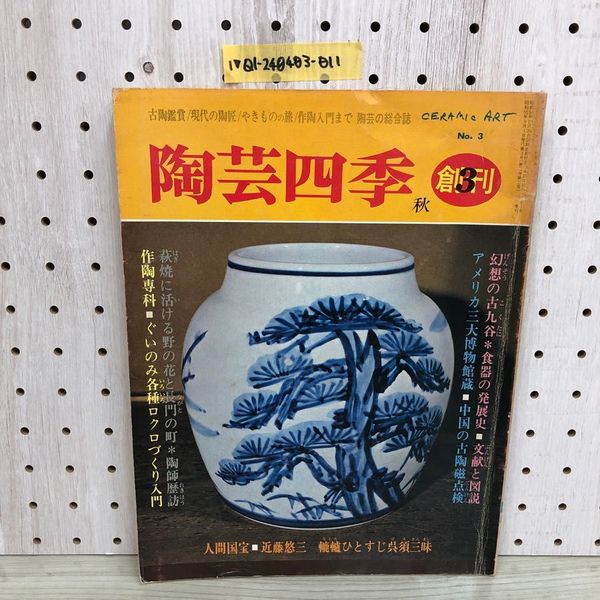 1▼Q1-240403-011
古陶鑑賞/現代の陶匠/やきものの旅/作陶入門まで 陶芸の総合誌
CERAMIC ART
No. 3
陶芸四季
秋
創刊
3
幻想の古九谷＊食器の発展史■文献と図説
アメリカ三大博物館蔵■中国の古陶磁点検
萩焼に活ける野の花と長門の町＊陶師歴訪
作陶専科■ぐいのみ各種ロクロづくり入門
人間国宝■近藤悠三 轆轤ひとすじ呉須三昧